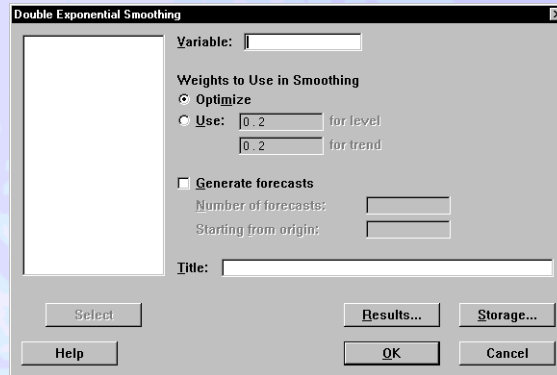 Double Exponential Smoothing
Variable:
Weights to Use in Smoothing
Optimize
Use: 0.2 for level
0.2 for trend
Generate forecasts
Number of forecasts:
Starting from origin:
Title:
Select
Results...
Storage...
Help
OK
Cancel